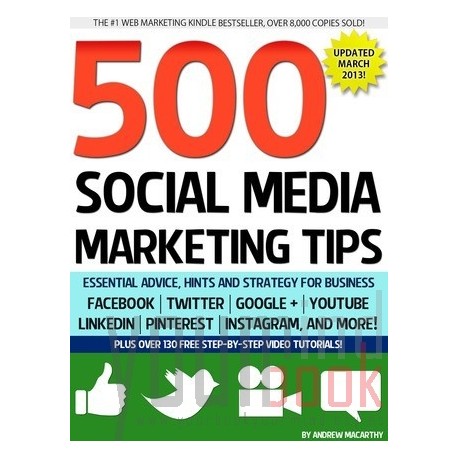 THE #1 WEB MARKETING KINDLE BESTSELLER, OVER 8,000 COPIES SOLD!
UPDATED
MARCH
2013!
500
SOCIAL MEDIA
MARKETING TIPS
ESSENTIAL ADVICE, HINTS AND STRATEGY FOR BUSINESS
FACEBOOK | TWITTER | GOOGLE + | YOUTUBE
LINKEDIN | PINTEREST | INSTAGRAM, AND MORE!
PLUS OVER 130 FREE STEP-BY-STEP VIDEO TUTORIALS!
book
BY ANDREW MACARTHY